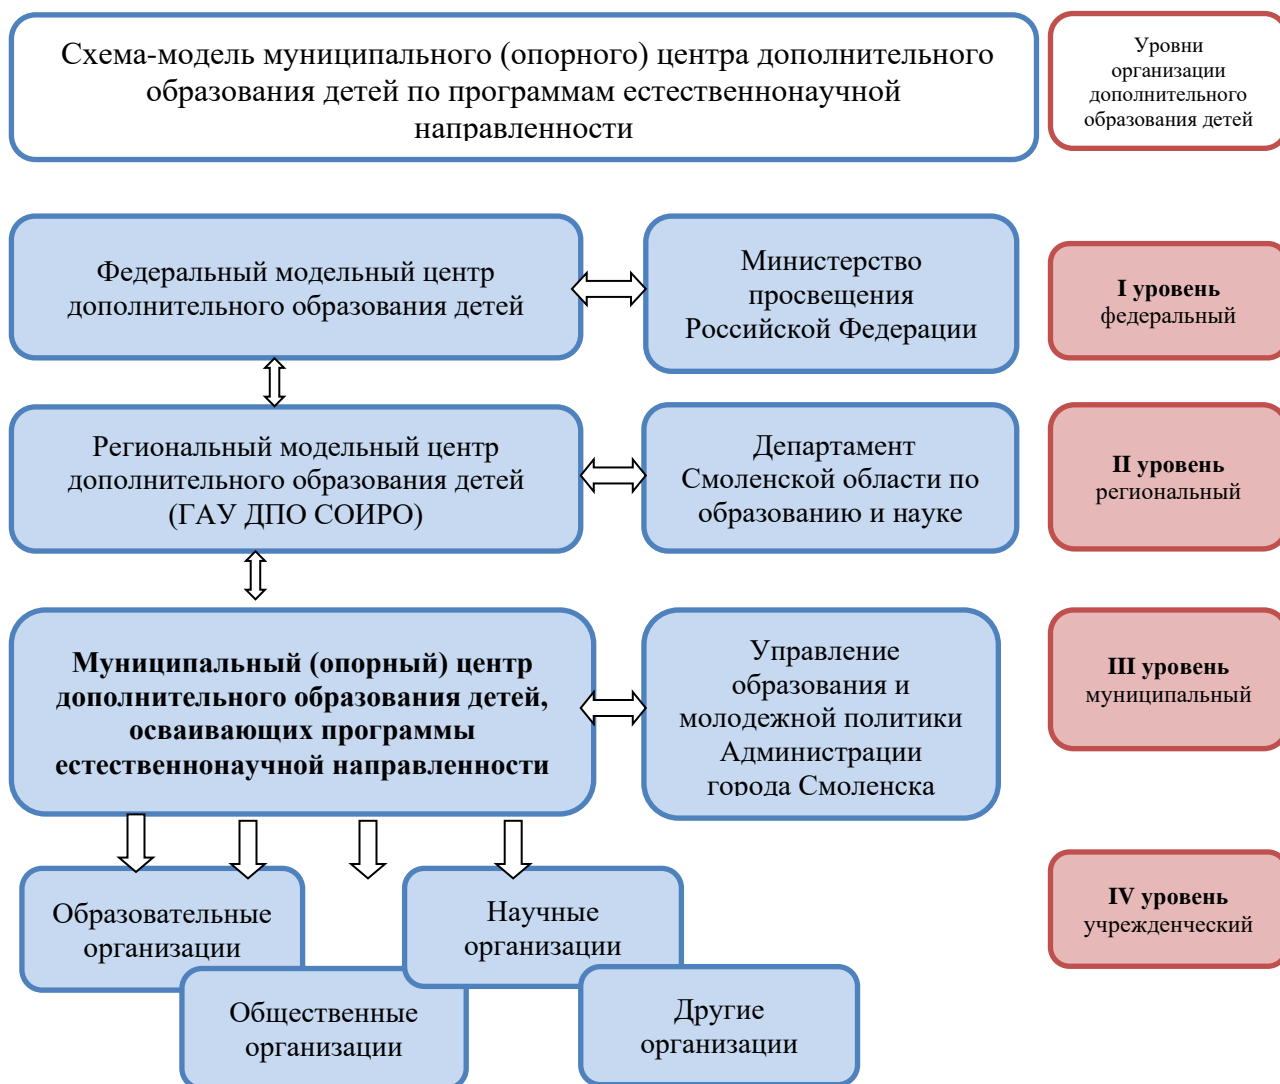 Схема-модель муниципального (опорного) центра дополнительного
образования детей по программам естественнонаучной
направленности
Уровни
организации
дополнительного
образования детей
Федеральный модельный центр
дополнительного образования детей
Министерство
просвещения
Российской Федерации
I уровень
федеральный
Региональный модельный центр
дополнительного образования детей
(ГАУ ДПО СОИРО)
Департамент
Смоленской области по
образованию и науке
II уровень
региональный
Муниципальный (опорный) центр
дополнительного образования детей,
осваивающих программы
естественнонаучной направленности
Управление
образования и
молодежной политики
Администрации
города Смоленска
III уровень
муниципальный
Образовательные
организации
Научные
организации
IV уровень
учрежденческий
Общественные
организации
Другие
организации